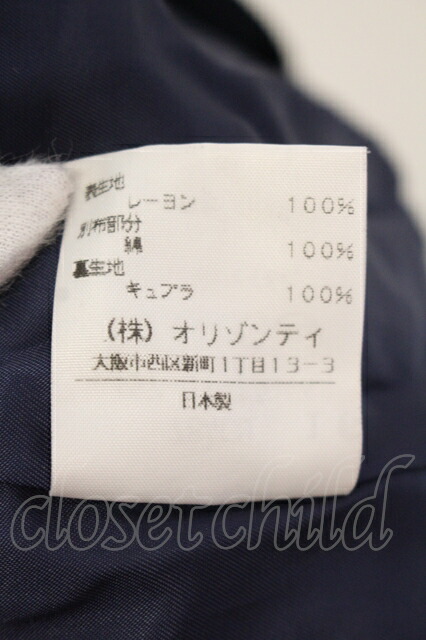 表生地
レーヨン 100%
別布部分
綿 100%
裏生地
キュプラ 100%
(株) オリゾンティ
大阪市西区新町1丁目13-3
日本製
closet child